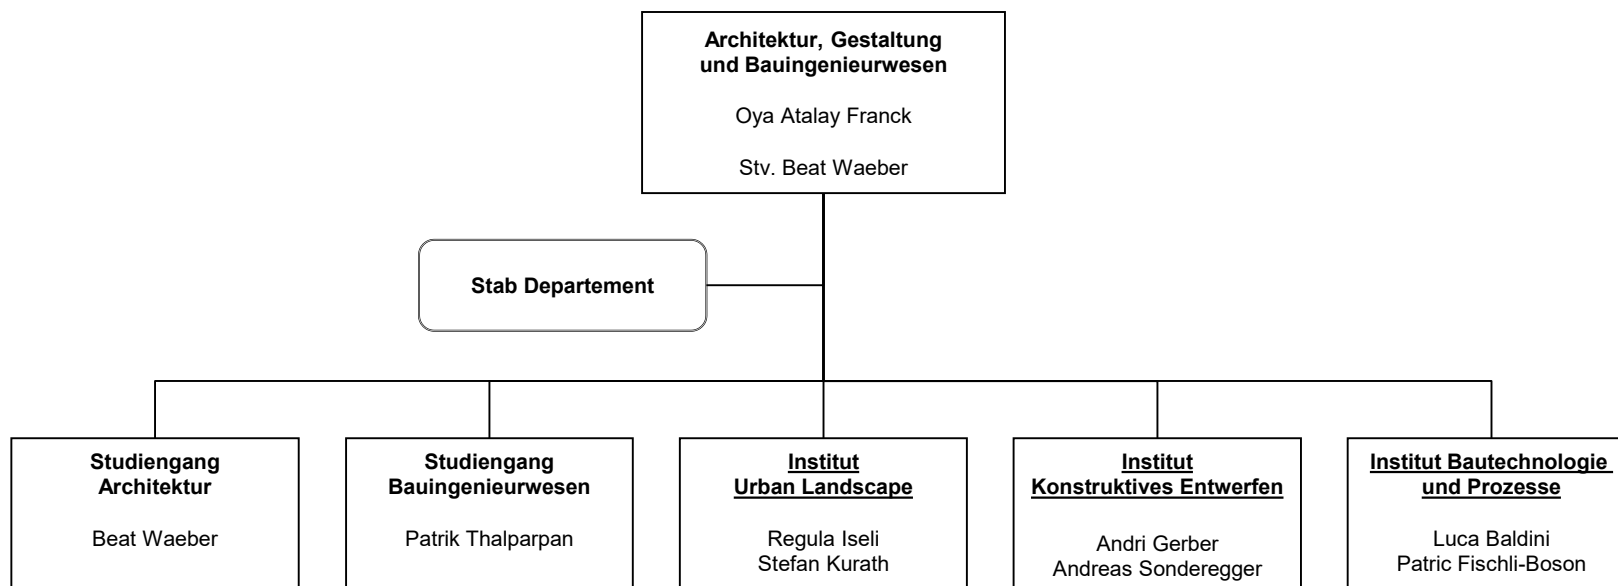 Architektur, Gestaltung
und Bauingenieurwesen
Oya Atalay Franck
Stv. Beat Waeber
Stab Departement
Studiengang
Architektur
Beat Waeber
Studiengang
Bauingenieurwesen
Patrik Thalparpan
Institut
Urban Landscape
Regula Iseli
Stefan Kurath
Institut
Konstruktives Entwerfen
Andri Gerber
Andreas Sonderegger
Institut Bautechnologie
und Prozesse
Luca Baldini
Patric Fischli-Boson